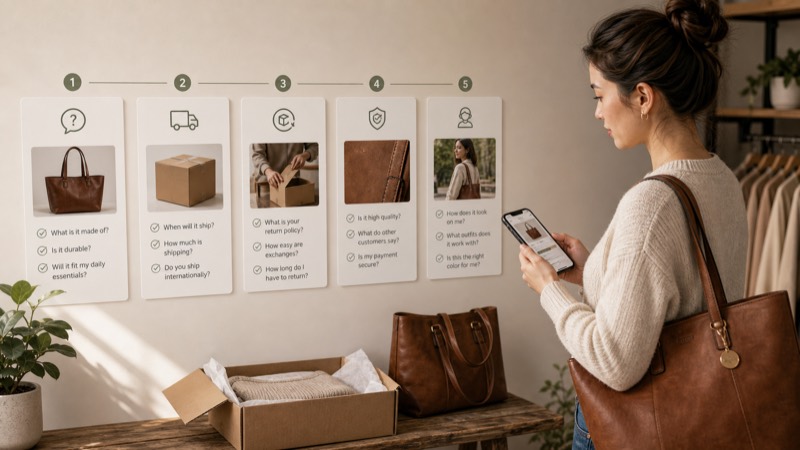 1
What is it made of?
Is it durable?
Will it fit my daily
essentials?
2
When will it ship?
How much is
shipping?
Do you ship
internationally?
3
What is your
return policy?
How easy are
exchanges?
How long do I
have to return?
4
Is it high quality?
What do other
customers say?
Is my payment
secure?
5
How does it look
on me?
What outfits does
it work with?
Is this the right
color for me?